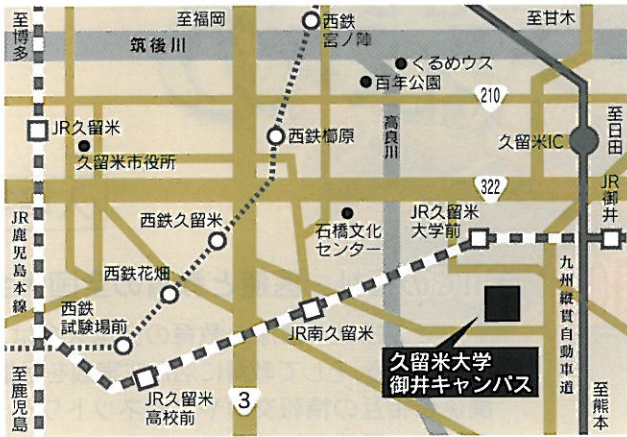 至博多
至福岡
西鉄
宮ノ陣
至甘木
筑後川
くるめウス
百年公園
210
JR久留米
久留米市役所
西鉄櫛原
高良川
久留米IC
至日田
322
JR御井
JR鹿児島本線
西鉄久留米
石橋文化
センター
JR久留米
大学前
西鉄花畑
西鉄
試験場前
JR南久留米
九州縦貫自動車道
久留米大学
御井キャンパス
至鹿児島
JR久留米
高校前
3
至熊本